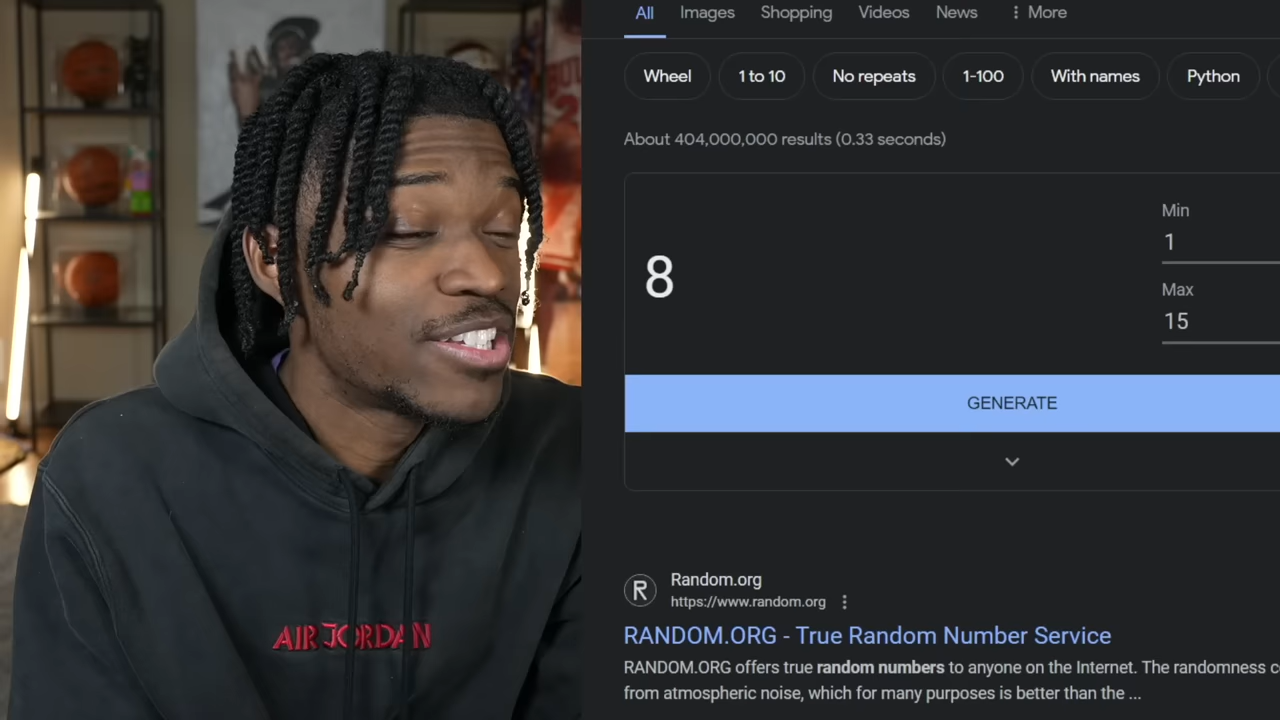 All Images Shopping Videos News More
Wheel 1 to 10 No repeats 1-100 With names Python
About 404,000,000 results (0.33 seconds)
8
Min
1
Max
15
GENERATE
R Random.org
https://www.random.org
RANDOM.ORG - True Random Number Service
RANDOM.ORG offers true random numbers to anyone on the Internet. The randomness
from atmospheric noise, which for many purposes is better than the ...
AIR JORDAN